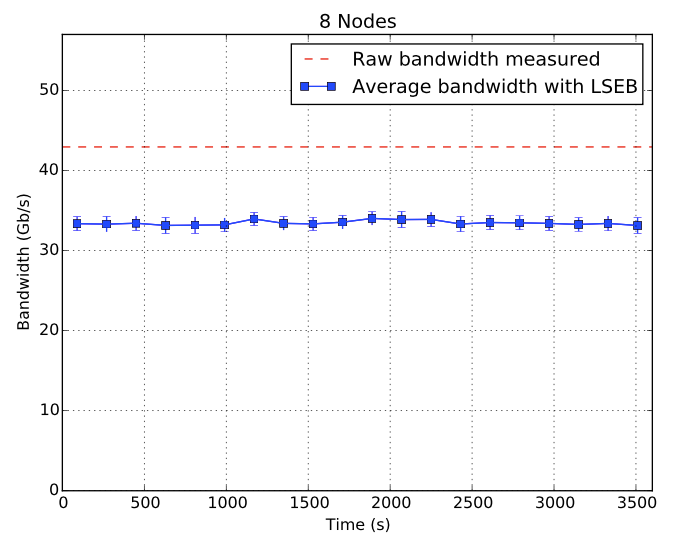 8 Nodes
Raw bandwidth measured
Average bandwidth with LSEB
50
40
30
20
10
0
Bandwidth (Gb/s)
0 500 1000 1500 2000 2500 3000 3500
Time (s)